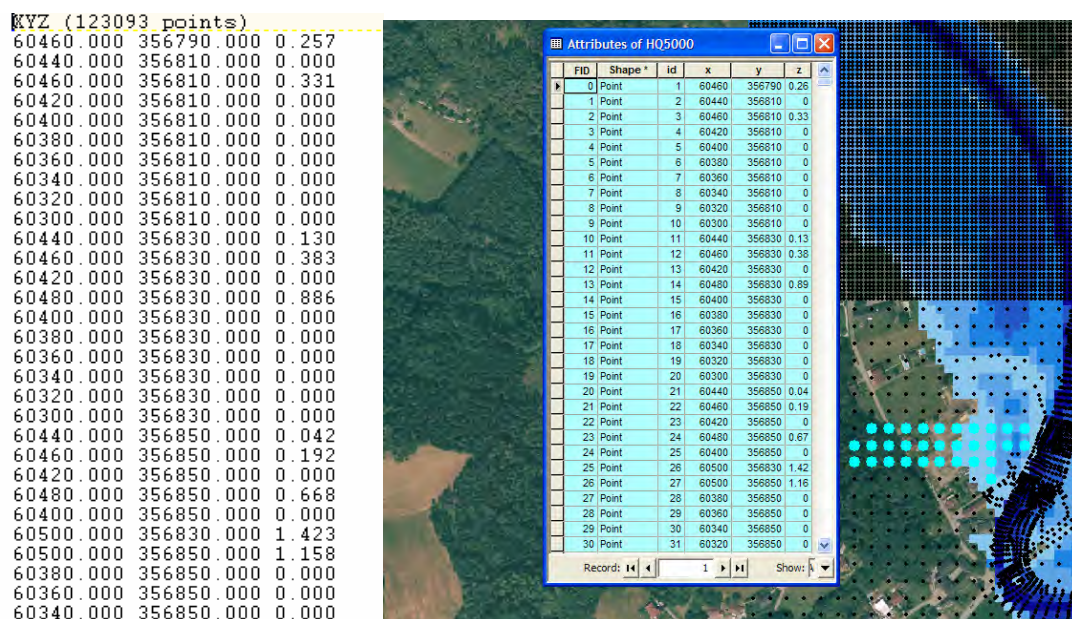 XYZ (123093 points)
60460.000 356790.000 0.257
60440.000 356810.000 0.000
60460.000 356810.000 0.331
60420.000 356810.000 0.000
60400.000 356810.000 0.000
60380.000 356810.000 0.000
60360.000 356810.000 0.000
60340.000 356810.000 0.000
60320.000 356810.000 0.000
60300.000 356810.000 0.000
60440.000 356830.000 0.130
60460.000 356830.000 0.383
60420.000 356830.000 0.000
60480.000 356830.000 0.886
60400.000 356830.000 0.000
60380.000 356830.000 0.000
60360.000 356830.000 0.000
60340.000 356830.000 0.000
60320.000 356830.000 0.000
60300.000 356830.000 0.000
60440.000 356850.000 0.042
60460.000 356850.000 0.192
60420.000 356850.000 0.000
60480.000 356850.000 0.668
60400.000 356850.000 0.000
60500.000 356830.000 1.423
60500.000 356850.000 1.158
60380.000 356850.000 0.000
60360.000 356850.000 0.000
60340.000 356850.000 0.000
Attributes of HQ5000
FID Shape * id x y z
0 Point 1 60460 356790 0.26
1 Point 2 60440 356810 0
2 Point 3 60460 356810 0.33
3 Point 4 60420 356810 0
4 Point 5 60400 356810 0
5 Point 6 60380 356810 0
6 Point 7 60360 356810 0
7 Point 8 60340 356810 0
8 Point 9 60320 356810 0
9 Point 10 60300 356810 0
10 Point 11 60440 356830 0.13
11 Point 12 60460 356830 0.38
12 Point 13 60420 356830 0
13 Point 14 60480 356830 0.89
14 Point 15 60400 356830 0
15 Point 16 60380 356830 0
16 Point 17 60360 356830 0
17 Point 18 60340 356830 0
18 Point 19 60320 356830 0
19 Point 20 60300 356830 0
20 Point 21 60440 356850 0.04
21 Point 22 60460 356850 0.19
22 Point 23 60420 356850 0
23 Point 24 60480 356850 0.67
24 Point 25 60400 356850 0
25 Point 26 60500 356830 1.42
26 Point 27 60500 356850 1.16
27 Point 28 60380 356850 0
28 Point 29 60360 356850 0
29 Point 30 60340 356850 0
30 Point 31 60320 356850 0
Record: 1 Show: